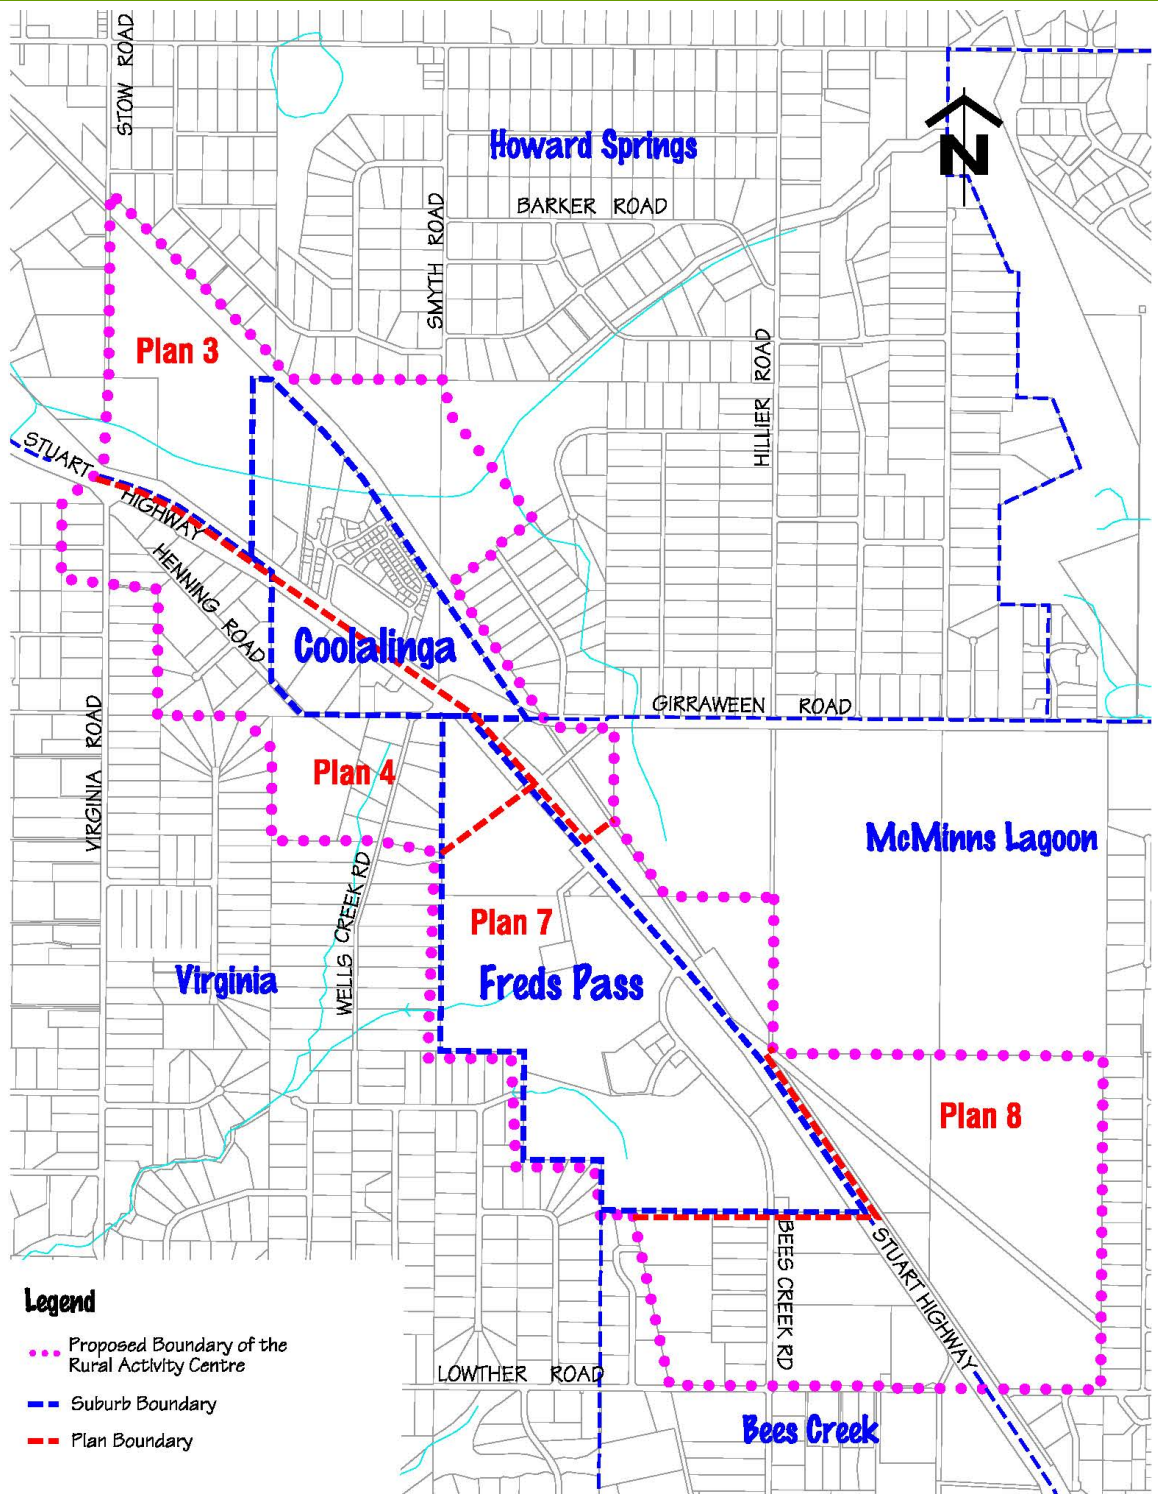 STOW ROAD
N
Howard Springs
BARKER ROAD
SMYTH ROAD
Plan 3
HILLIER ROAD
STUART
HIGHWAY
HENNING ROAD
Coolalinga
GIRRAWEEN ROAD
VIRGINIA ROAD
Plan 4
McMinns Lagoon
WELLS CREEK RD
Plan 7
Virginia
Freds Pass
Plan 8
BEES CREEK RD
STUART HIGHWAY
Legend
Proposed Boundary of the
Rural Activity Centre
Suburb Boundary
Plan Boundary
LOWTHER ROAD
Bees Creek